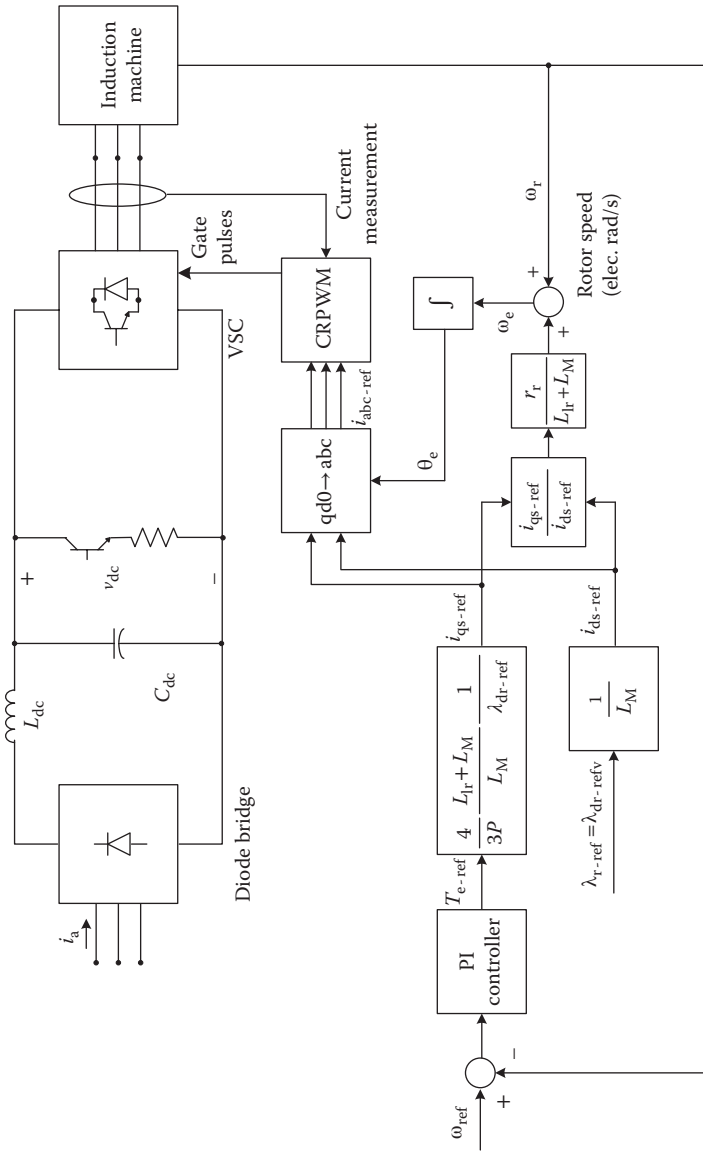 i_a
Diode bridge
L_dc
C_dc
+
v_dc
−
VSC
Induction
machine
Gate
pulses
Current
measurement
CRPWM
i_abc-ref
qd0→abc
θ_e
∫
ω_e
+
+
ω_r
Rotor speed
(elec. rad/s)
r_r
L_lr+L_M
i_qs-ref
i_ds-ref
ω_ref
+
−
PI
controller
T_e-ref
4 L_lr+L_M 1
3P L_M λ_dr-ref
i_qs-ref
λ_r-ref=λ_dr-refv
1
L_M
i_ds-ref